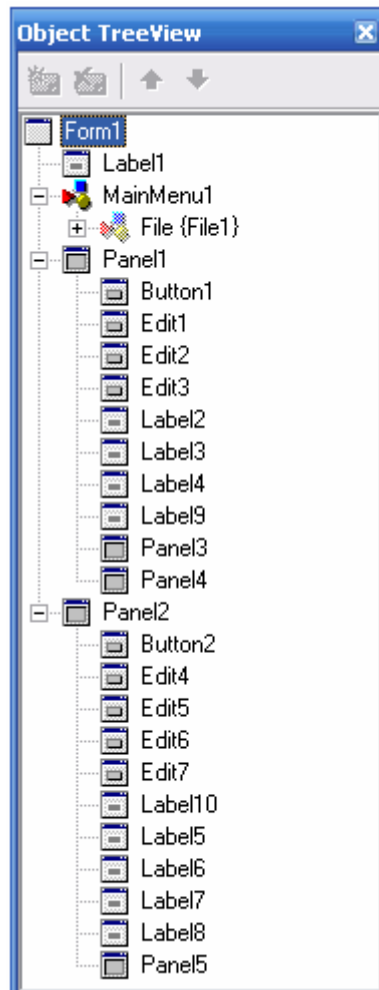 Object TreeView
Form1
Label1
MainMenu1
File {File1}
Panel1
Button1
Edit1
Edit2
Edit3
Label2
Label3
Label4
Label9
Panel3
Panel4
Panel2
Button2
Edit4
Edit5
Edit6
Edit7
Label10
Label5
Label6
Label7
Label8
Panel5